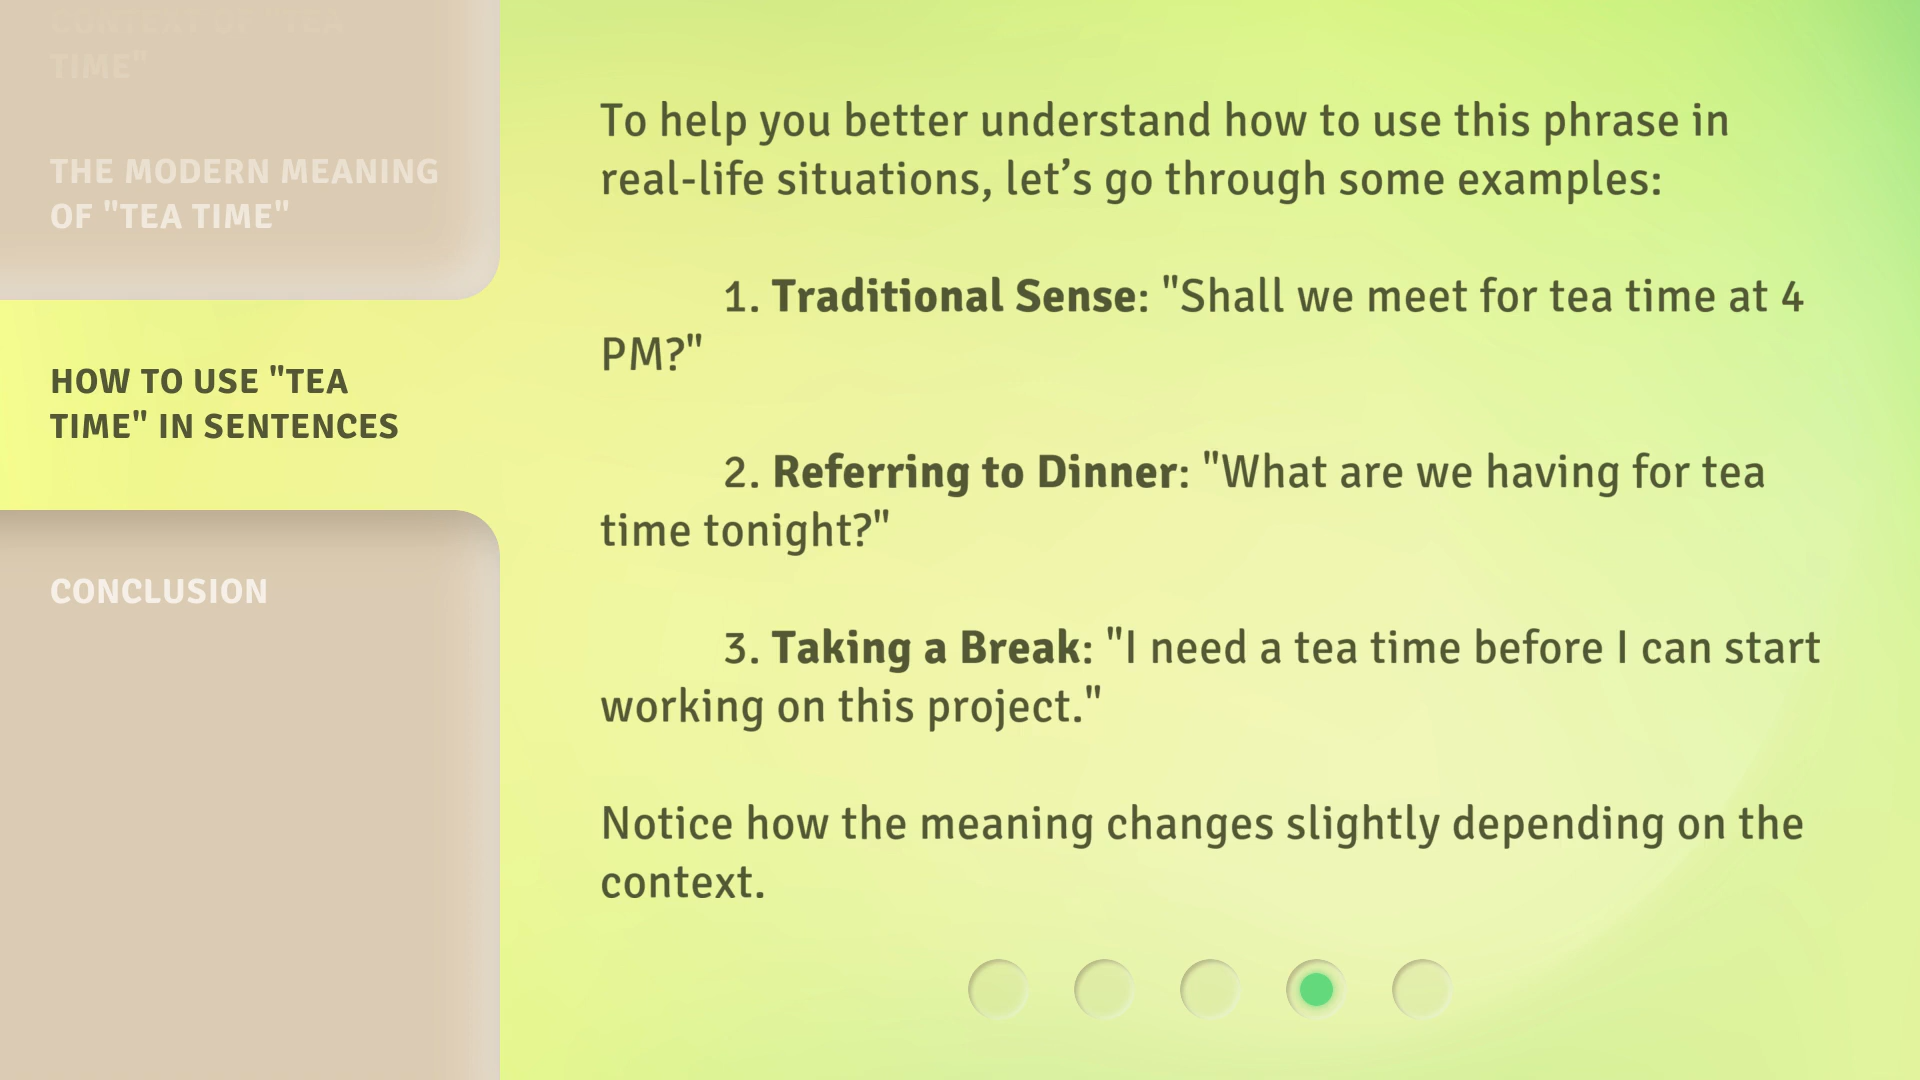 CONTEXT OF "TEA
TIME"
THE MODERN MEANING
OF "TEA TIME"
HOW TO USE "TEA
TIME" IN SENTENCES
CONCLUSION
To help you better understand how to use this phrase in
real-life situations, let’s go through some examples:
1. Traditional Sense: "Shall we meet for tea time at 4
PM?"
2. Referring to Dinner: "What are we having for tea
time tonight?"
3. Taking a Break: "I need a tea time before I can start
working on this project."
Notice how the meaning changes slightly depending on the
context.